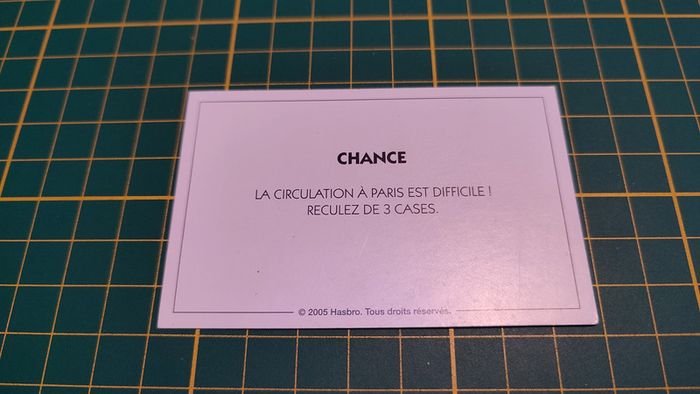 CHANCE
LA CIRCULATION À PARIS EST DIFFICILE !
RECULEZ DE 3 CASES.
© 2005 Hasbro. Tous droits réservés.